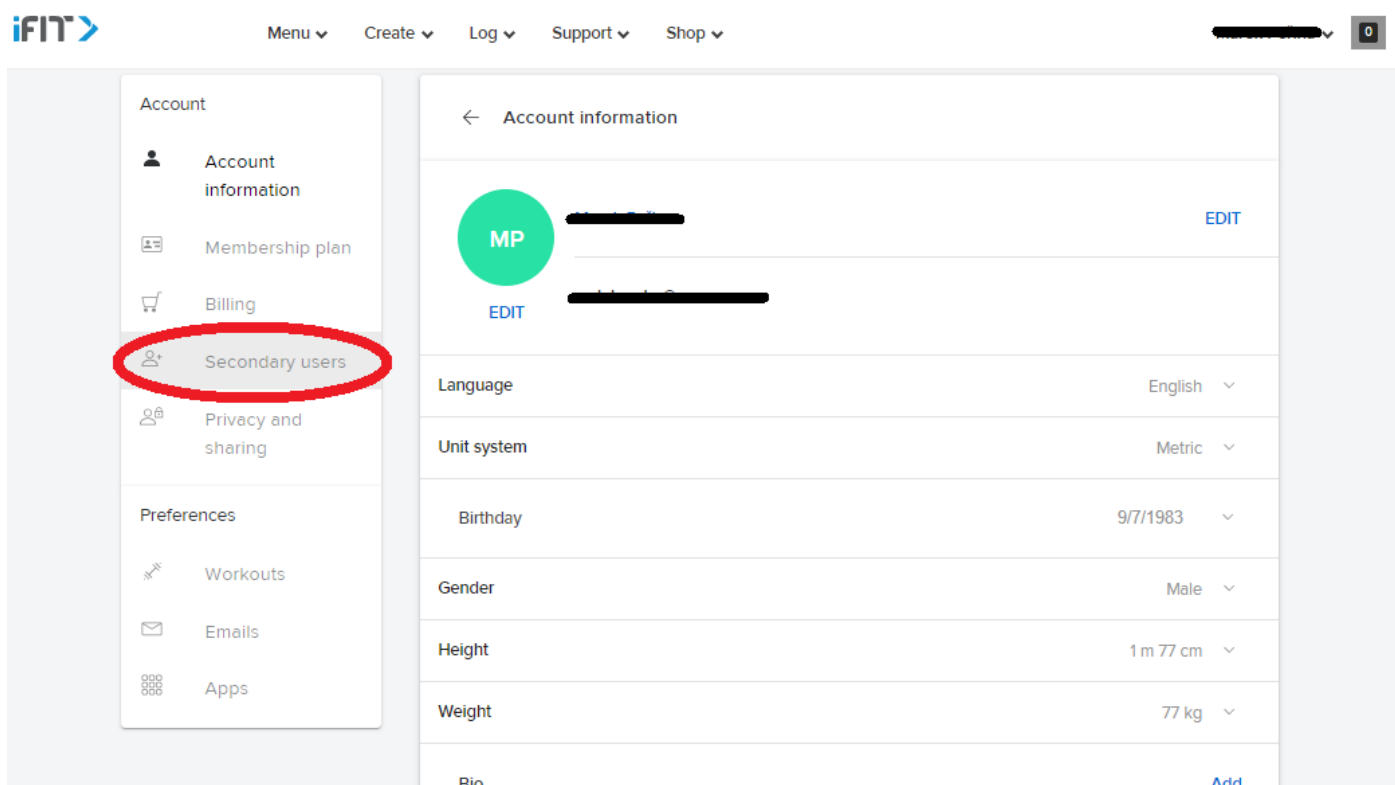 iFIT
Menu Create Log Support Shop 0
Account
Account
information
Membership plan
Billing
Secondary users
Privacy and
sharing
Preferences
Workouts
Emails
Apps
Account information
MP
EDIT
EDIT
Language English
Unit system Metric
Birthday 9/7/1983
Gender Male
Height 1 m 77 cm
Weight 77 kg
Bio Add